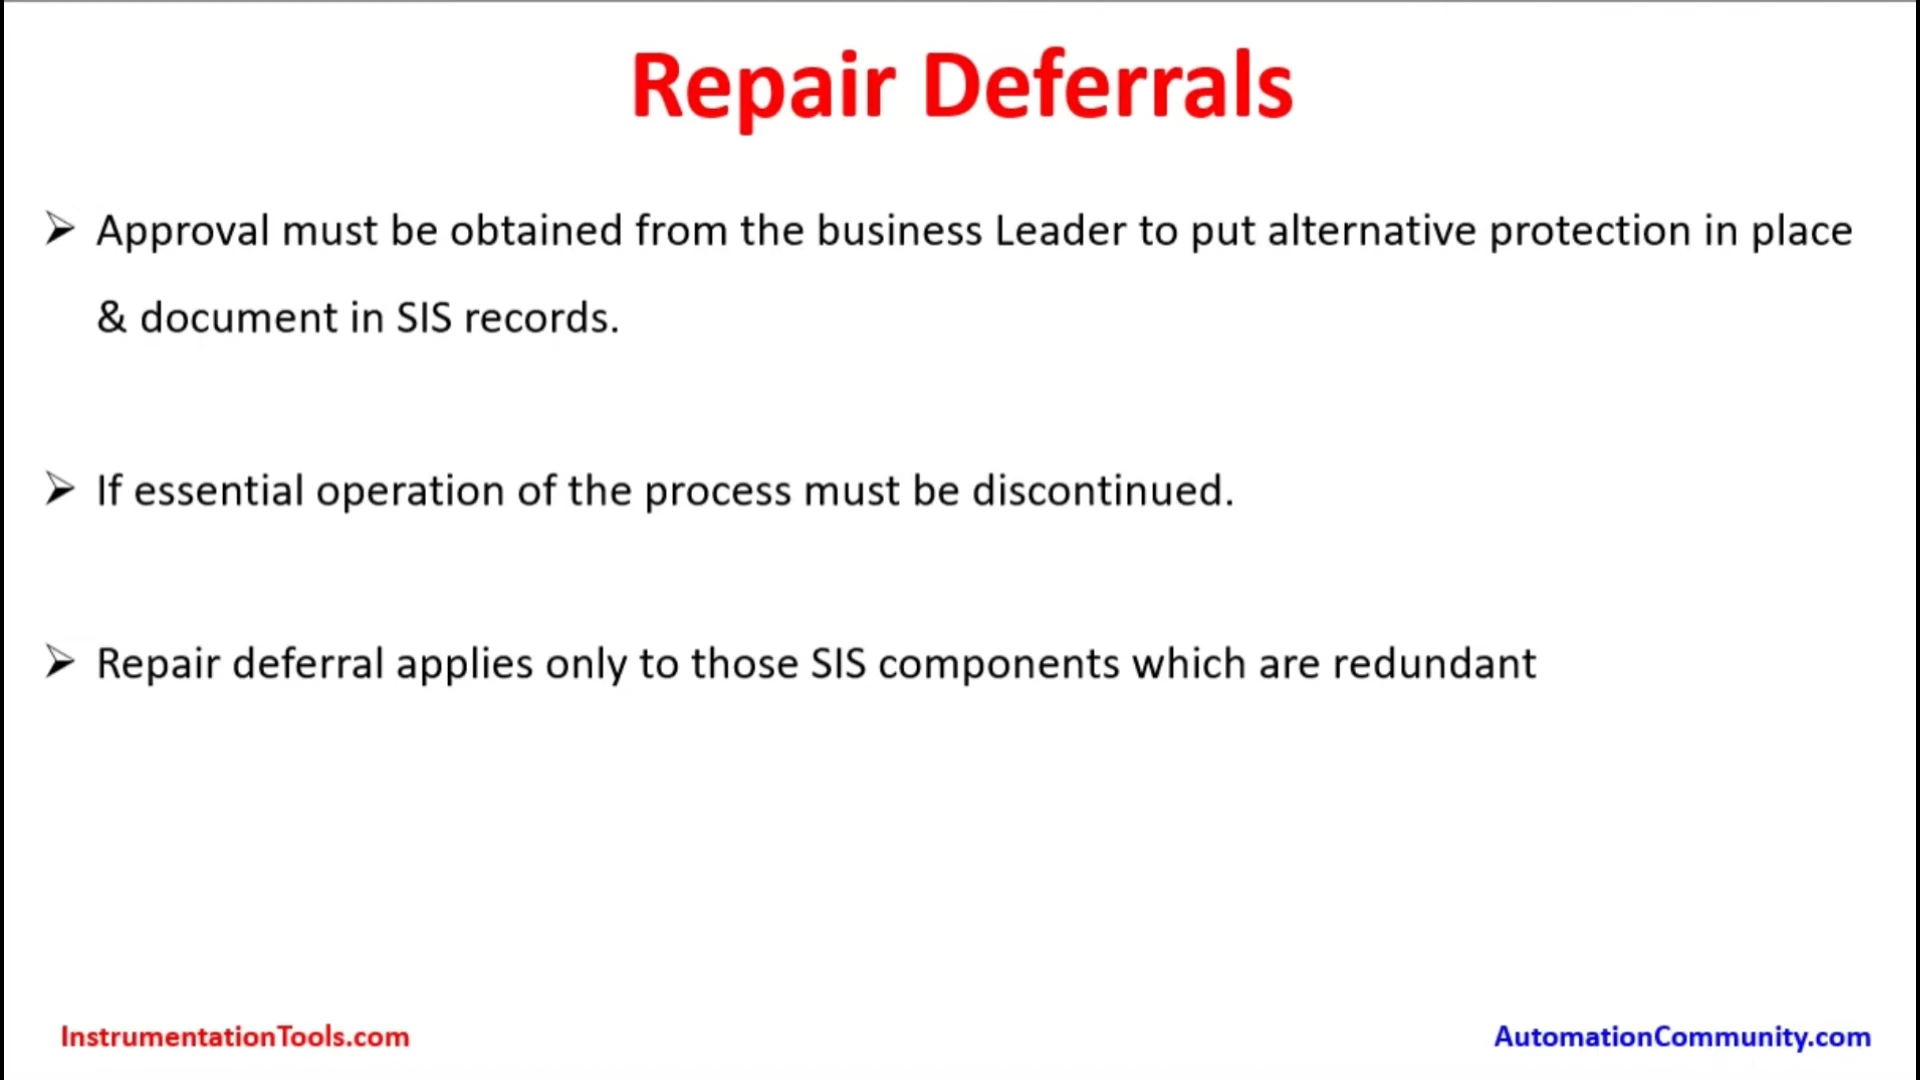 Repair Deferrals
➢ Approval must be obtained from the business Leader to put alternative protection in place
& document in SIS records.
➢ If essential operation of the process must be discontinued.
➢ Repair deferral applies only to those SIS components which are redundant
InstrumentationTools.com
AutomationCommunity.com